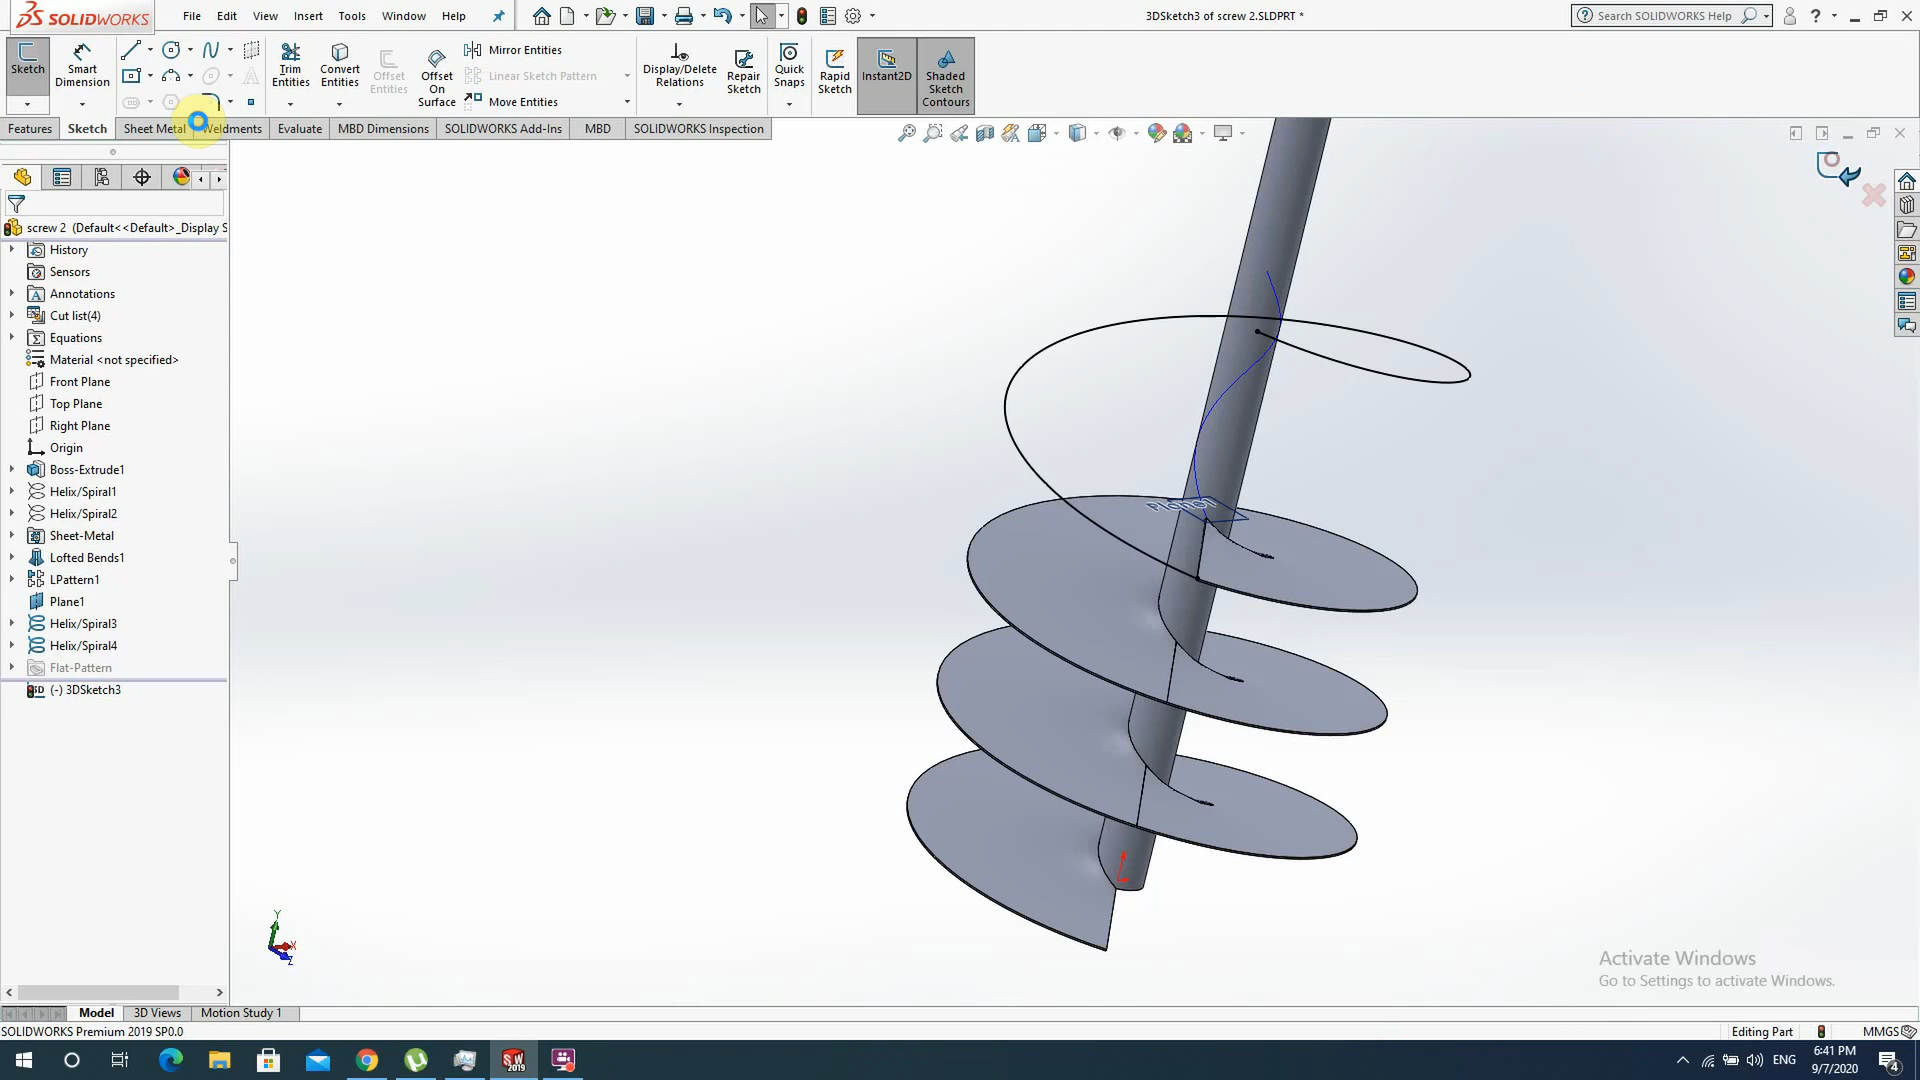 SOLIDWORKS
File
Edit
View
Insert
Tools
Window
Help
3DSketch3 of screw 2.SLDPRT *
Search SOLIDWORKS Help
Sketch
Smart
Dimension
Trim
Entities
Convert
Entities
Offset
Entities
Offset
On
Surface
Mirror Entities
Linear Sketch Pattern
Move Entities
Display/Delete
Relations
Repair
Sketch
Quick
Snaps
Rapid
Sketch
Instant2D
Shaded
Sketch
Contours
Features
Sketch
Sheet Metal
Weldments
Evaluate
MBD Dimensions
SOLIDWORKS Add-Ins
MBD
SOLIDWORKS Inspection
screw 2 (Default<<Default>_Display S
History
Sensors
Annotations
Cut list(4)
Equations
Material <not specified>
Front Plane
Top Plane
Right Plane
Origin
Boss-Extrude1
Helix/Spiral1
Helix/Spiral2
Sheet-Metal
Lofted Bends1
LPattern1
Plane1
Helix/Spiral3
Helix/Spiral4
Flat-Pattern
(-) 3DSketch3
Plane1
Y
X
Z
Activate Windows
Go to Settings to activate Windows.
Model
3D Views
Motion Study 1
SOLIDWORKS Premium 2019 SP0.0
Editing Part
MMGS
ENG
6:41 PM
9/7/2020
4